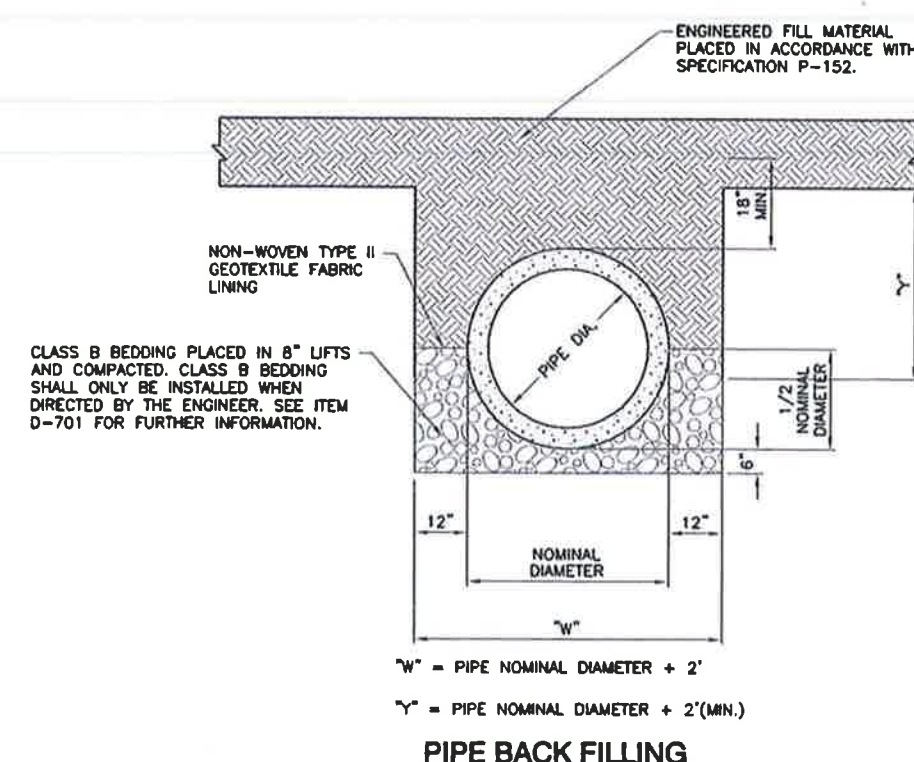 ENGINEERED FILL MATERIAL
PLACED IN ACCORDANCE WITH
SPECIFICATION P-152.
18"
MIN.
"Y"
NON-WOVEN TYPE II
GEOTEXTILE FABRIC
LINING
PIPE DIA.
CLASS B BEDDING PLACED IN 8" LIFTS
AND COMPACTED. CLASS B BEDDING
SHALL ONLY BE INSTALLED WHEN
DIRECTED BY THE ENGINEER. SEE ITEM
D-701 FOR FURTHER INFORMATION.
1/2
NOMINAL
DIAMETER
6"
12"
12"
NOMINAL
DIAMETER
"W"
"W" = PIPE NOMINAL DIAMETER + 2'
"Y" = PIPE NOMINAL DIAMETER + 2'(MIN.)
PIPE BACK FILLING